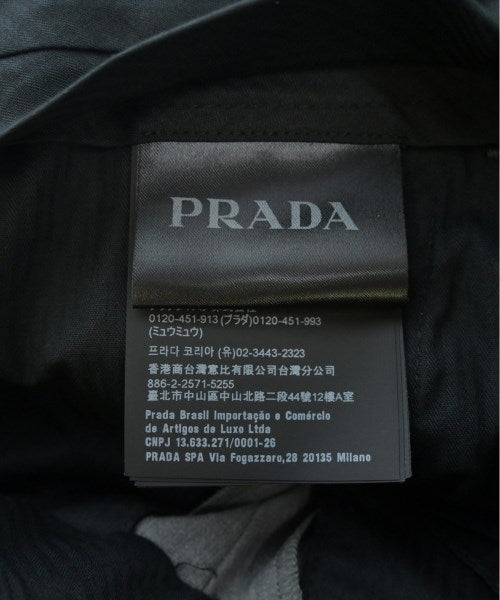 PRADA
0120-451-913(プラダ)0120-451-993
(ミュウミュウ)
프라다 코리아 (유)02-3443-2323
香港商台灣寛比有限公司台灣分公司
886-2-2571-5255
臺北市中山區中山北路二段44號12樓A室
Prada Brasil Importação e Comércio
de Artigos de Luxo Ltda
CNPJ 13.633.271/0001-26
PRADA SPA Via Fogazzaro,28 20135 Milano